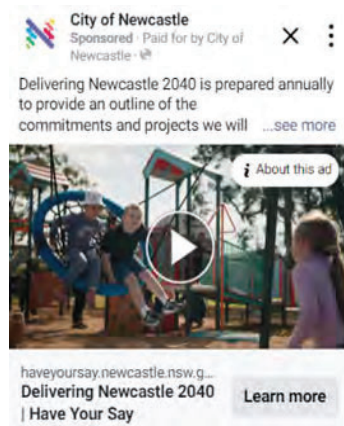 City of Newcastle
Sponsored · Paid for by City of
Newcastle ·
Delivering Newcastle 2040 is prepared annually
to provide an outline of the
commitments and projects we will ...see more
i About this ad
haveyoursay.newcastle.nsw.g...
Delivering Newcastle 2040
| Have Your Say
Learn more